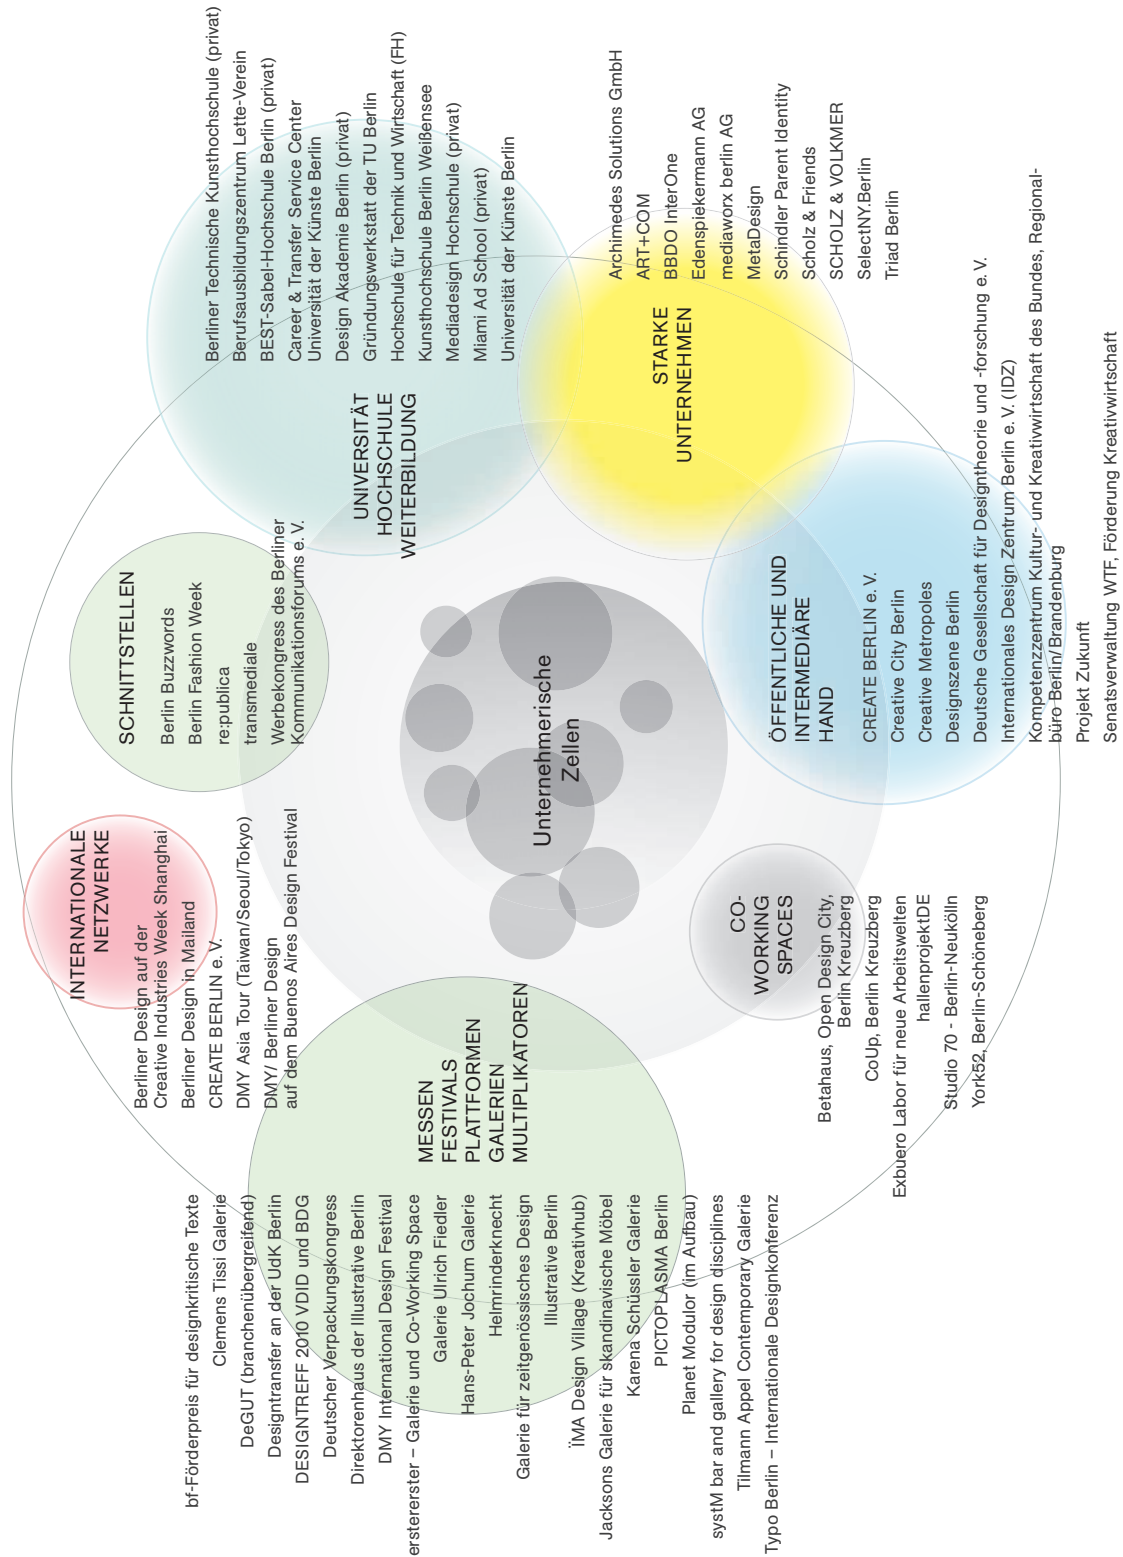 INTERNATIONALE
NETZWERKE
Berliner Design auf der
Creative Industries Week Shanghai
Berliner Design in Mailand
CREATE BERLIN e. V.
DMY Asia Tour (Taiwan/Seoul/Tokyo)
DMY/ Berliner Design
auf dem Buenos Aires Design Festival
SCHNITTSTELLEN
Berlin Buzzwords
Berlin Fashion Week
re:publica
transmediale
Werbekongress des Berliner
Kommunikationsforums e. V.
Berliner Technische Kunsthochschule (privat)
Berufsausbildungszentrum Lette-Verein
BEST-Sabel-Hochschule Berlin (privat)
Career & Transfer Service Center
Universität der Künste Berlin
Design Akademie Berlin (privat)
Gründungswerkstatt der TU Berlin
Hochschule für Technik und Wirtschaft (FH)
Kunsthochschule Berlin Weißensee
Mediadesign Hochschule (privat)
Miami Ad School (privat)
Universität der Künste Berlin
UNIVERSITÄT
HOCHSCHULE
WEITERBILDUNG
bf-Förderpreis für designkritische Texte
Clemens Tissi Galerie
DeGUT (branchenübergreifend)
Designtransfer an der UdK Berlin
DESIGNTREFF 2010 VDID und BDG
Deutscher Verpackungskongress
Direktorenhaus der Illustrative Berlin
DMY International Design Festival
erstererster – Galerie und Co-Working Space
Galerie Ulrich Fiedler
Hans-Peter Jochum Galerie
Helmrinderknecht
Galerie für zeitgenössisches Design
Illustrative Berlin
ÏMA Design Village (Kreativhub)
Jacksons Galerie für skandinavische Möbel
Karena Schüssler Galerie
PICTOPLASMA Berlin
Planet Modulor (im Aufbau)
systM bar and gallery for design disciplines
Tilmann Appel Contemporary Galerie
Typo Berlin – Internationale Designkonferenz
MESSEN
FESTIVALS
PLATTFORMEN
GALERIEN
MULTIPLIKATOREN
Unternehmerische
Zellen
STARKE
UNTERNEHMEN
Archimedes Solutions GmbH
ART+COM
BBDO InterOne
Edenspiekermann AG
mediaworx berlin AG
MetaDesign
Schindler Parent Identity
Scholz & Friends
SCHOLZ & VOLKMER
SelectNY.Berlin
Triad Berlin
CO-
WORKING
SPACES
Betahaus, Open Design City,
Berlin Kreuzberg
CoUp, Berlin Kreuzberg
Exbuero Labor für neue Arbeitswelten
hallenprojektDE
Studio 70 - Berlin-Neukölln
York52, Berlin-Schöneberg
ÖFFENTLICHE UND
INTERMEDIÄRE
HAND
CREATE BERLIN e. V.
Creative City Berlin
Creative Metropoles
Designszene Berlin
Deutsche Gesellschaft für Designtheorie und -forschung e. V.
Internationales Design Zentrum Berlin e. V. (IDZ)
Kompetenzzentrum Kultur- und Kreativwirtschaft des Bundes, Regional-
büro Berlin/Brandenburg
Projekt Zukunft
Senatsverwaltung WTF, Förderung Kreativwirtschaft